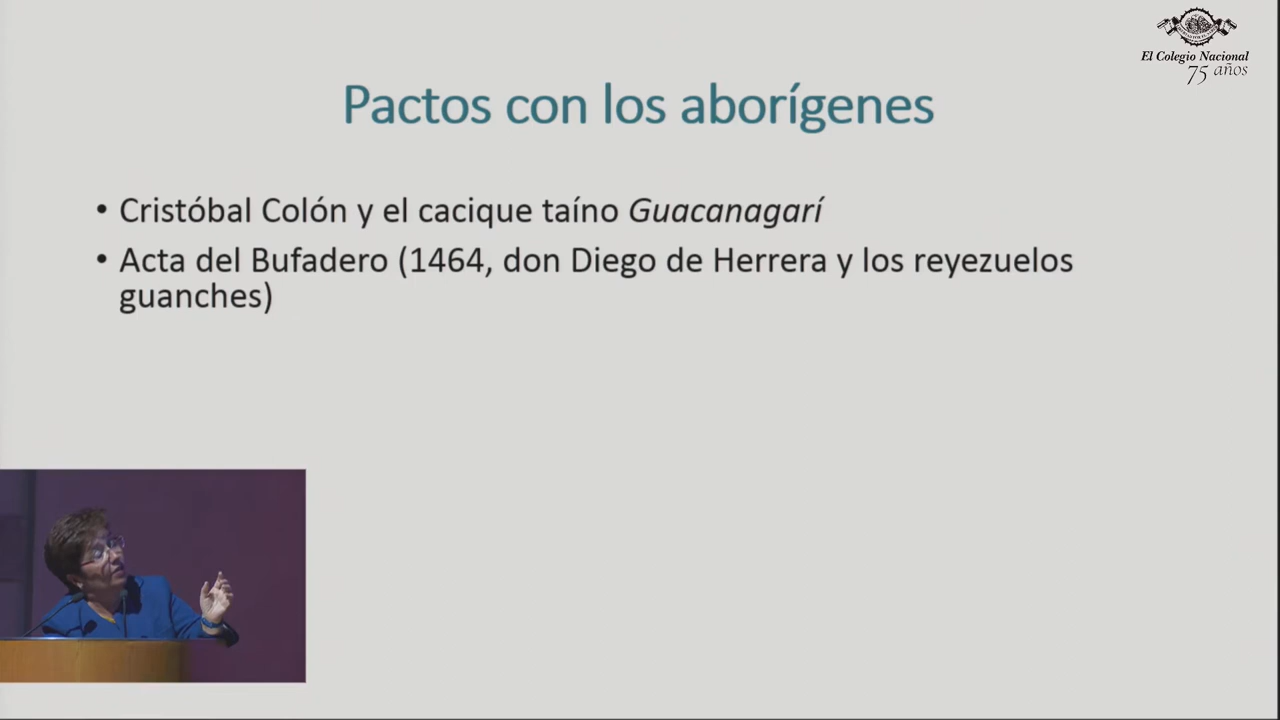 El Colegio Nacional
75 años
Pactos con los aborígenes
• Cristóbal Colón y el cacique taíno Guacanagarí
• Acta del Bufadero (1464, don Diego de Herrera y los reyezuelos
guanches)